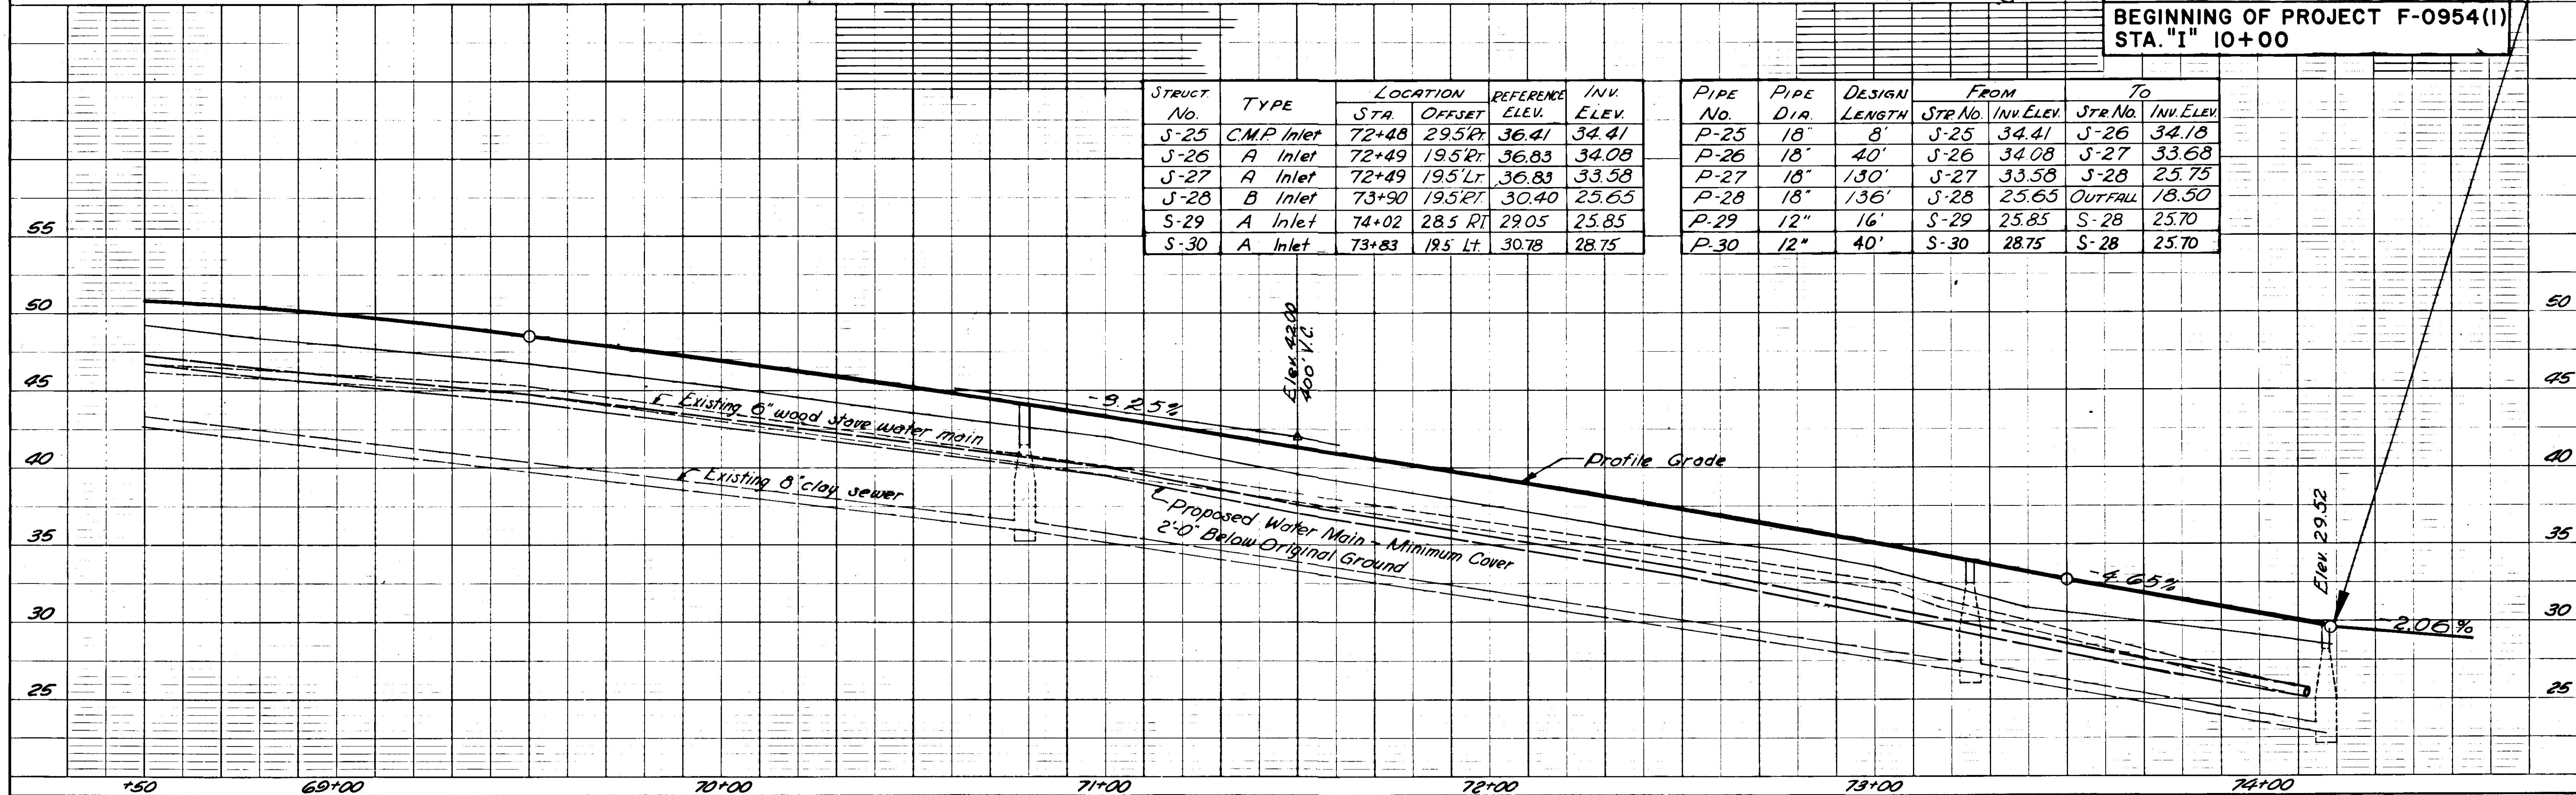 BEGINNING OF PROJECT F-0954(1)
STA. "I" 10+00
STRUCT. No. TYPE LOCATION REFERENCE ELEV. INV. ELEV.
STA. OFFSET
S-25 C.M.P. Inlet 72+48 29.5' Rt. 36.41 34.41
S-26 A Inlet 72+49 19.5' Rt. 36.83 34.08
S-27 A Inlet 72+49 19.5' Lt. 36.83 33.58
S-28 B Inlet 73+90 19.5' RT. 30.40 25.65
S-29 A Inlet 74+02 28.5 RT 29.05 25.85
S-30 A Inlet 73+83 19.5 Lt. 30.78 28.75
PIPE No. PIPE DIA. DESIGN LENGTH FROM TO
STR. No. INV. ELEV. STR. No. INV. ELEV.
P-25 18" 8' S-25 34.41 S-26 34.18
P-26 18" 40' S-26 34.08 S-27 33.68
P-27 18" 130' S-27 33.58 S-28 25.75
P-28 18" 136' S-28 25.65 OUTFALL 18.50
P-29 12" 16' S-29 25.85 S-28 25.70
P-30 12" 40' S-30 28.75 S-28 25.70
55
50 50
45 45
40 40
35 35
30 30
25 25
Elev. 42.00
400' V.C.
-3.25%
Existing 6" wood stave water main
Existing 8" clay sewer
Profile Grade
Proposed Water Main - Minimum Cover
2'-0" Below Original Ground
-4.65%
Elev. 29.52
-2.06%
+50 69+00 70+00 71+00 72+00 73+00 74+00